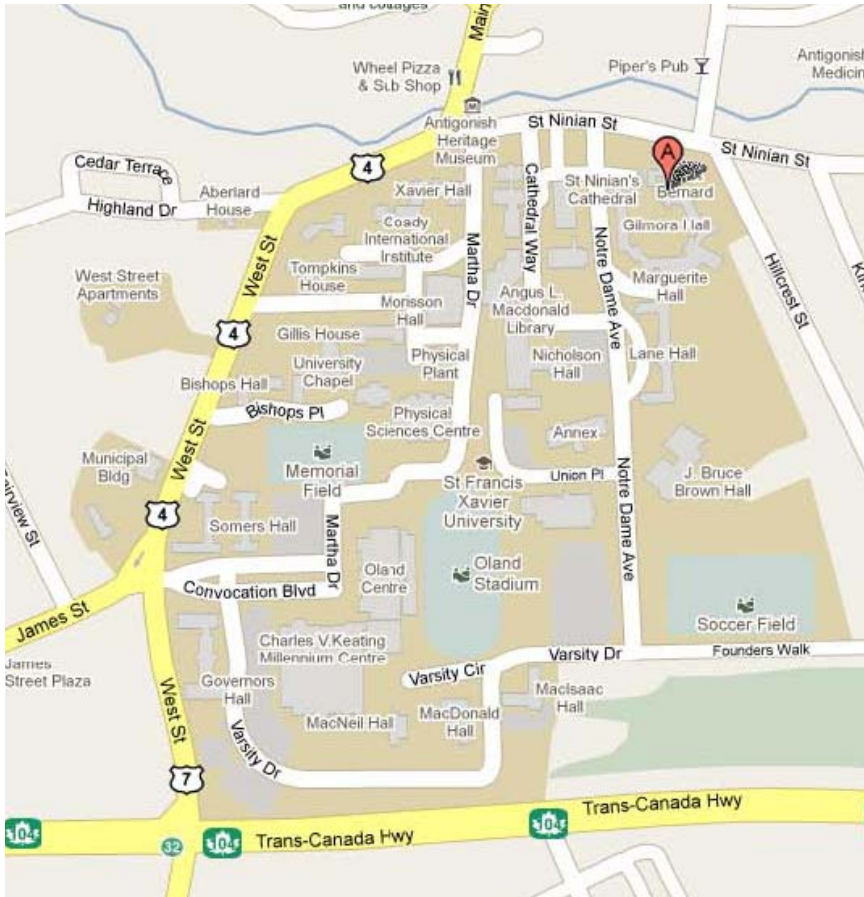 and cottages
Main
Wheel Pizza
& Sub Shop
Piper's Pub
Antigonish
Medicin
Antigonish
Heritage
Museum
St Ninian St
St Ninian St
4
Cedar Terrace
Highland Dr
Aberlard
House
Xavier Hall
Cathedral Way
St Ninian's
Cathedral
A
Bernard
Gilmora Hall
Coady
International
Institute
Tompkins
House
West St
West Street
Apartments
Martha Dr
Notre Dame Ave
Marguerite
Hall
Hillcrest St
Morisson
Hall
Angus L.
Macdonald
Library
4
Gillis House
University
Chapel
Physical
Plant
Nicholson
Hall
Lane Hall
Bishops Hall
Bishops Pl
Physical
Sciences Centre
West St
Annex
Municipal
Bldg
Memorial
Field
St Francis
Xavier
University
Union Pl
Notre Dame Ave
J. Bruce
Brown Hall
4
Somers Hall
Martha Dr
Oland
Centre
Oland
Stadium
Convocation Blvd
James St
Soccer Field
James
Street Plaza
Charles V.Keating
Millennium Centre
Varsity Dr
Founders Walk
Governors
Hall
Varsity Cir
MacIsaac
Hall
West St
MacNeil Hall
MacDonald
Hall
Varsity Dr
7
104
32
104
Trans-Canada Hwy
104
Trans-Canada Hwy